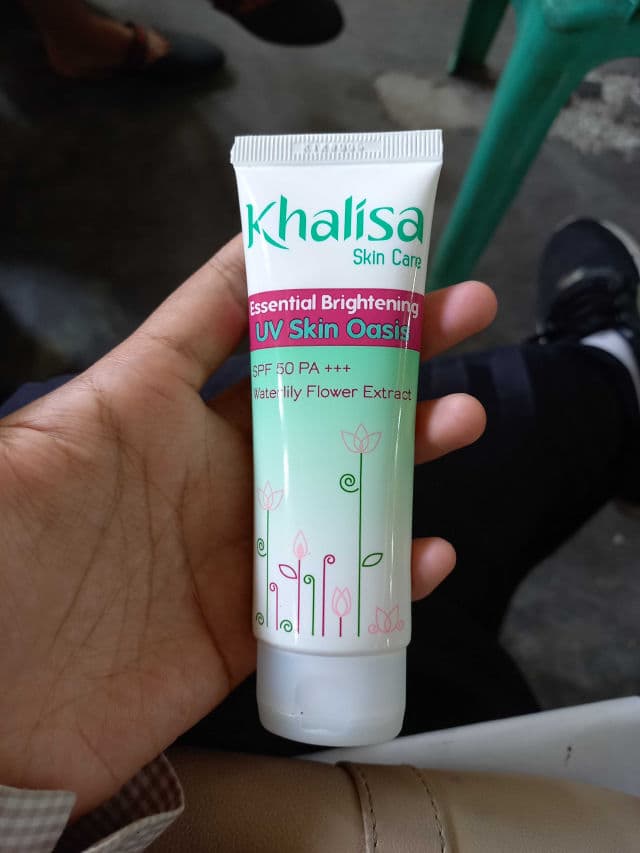 Khalisa
Skin Care
Essential Brightening
UV Skin Oasis
SPF 50 PA +++
Waterlily Flower Extract